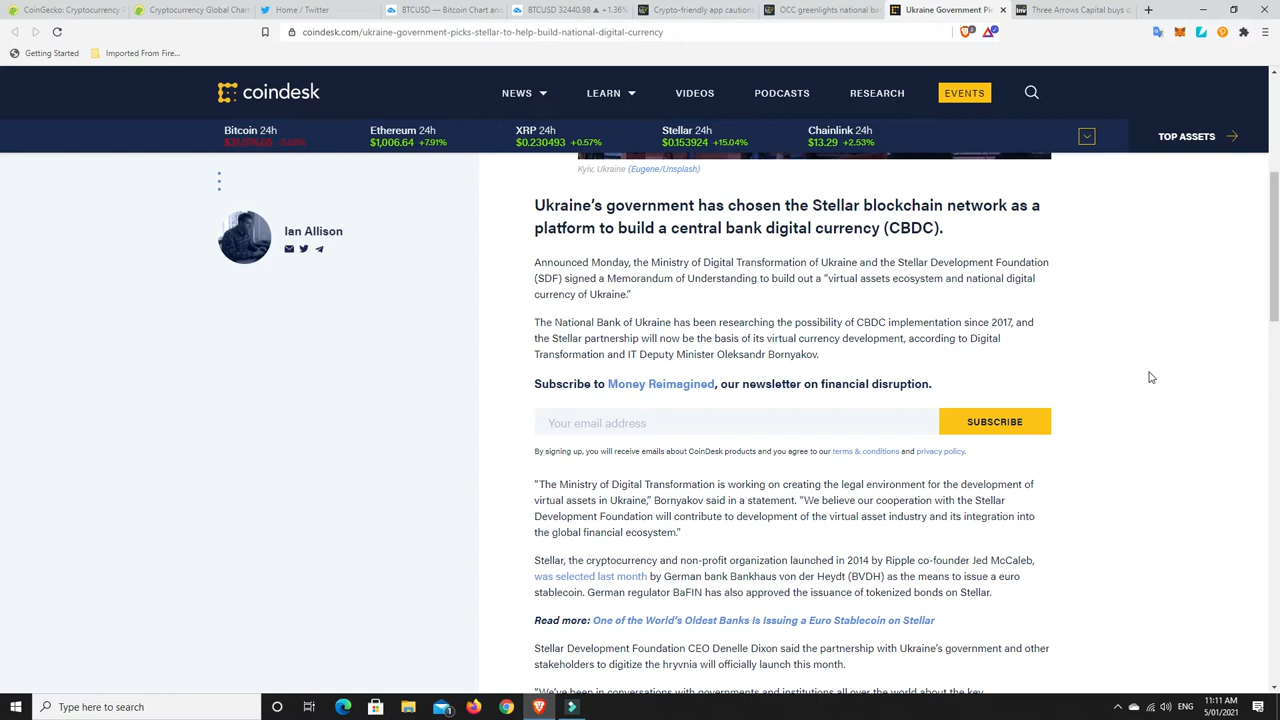 CoinGecko: Cryptocurrency P
Cryptocurrency Global Chart
Home / Twitter
BTCUSD — Bitcoin Chart and
BTCUSD 32440.98 ▲ +1.36%
Crypto-friendly app cautions
OCC greenlights national ba
Ukraine Government Pi
Three Arrows Capital buys o
coindesk.com/ukraine-government-picks-stellar-to-help-build-national-digital-currency
Getting Started
Imported From Fire...
coindesk
NEWS
LEARN
VIDEOS
PODCASTS
RESEARCH
EVENTS
Bitcoin 24h
Ethereum 24h
$1,006.64 +7.91%
XRP 24h
$0.230493 +0.57%
Stellar 24h
$0.153924 +15.04%
Chainlink 24h
$13.29 +2.53%
TOP ASSETS
Kyiv, Ukraine (Eugene/Unsplash)
Ian Allison
Ukraine’s government has chosen the Stellar blockchain network as a
platform to build a central bank digital currency (CBDC).
Announced Monday, the Ministry of Digital Transformation of Ukraine and the Stellar Development Foundation
(SDF) signed a Memorandum of Understanding to build out a “virtual assets ecosystem and national digital
currency of Ukraine.”
The National Bank of Ukraine has been researching the possibility of CBDC implementation since 2017, and
the Stellar partnership will now be the basis of its virtual currency development, according to Digital
Transformation and IT Deputy Minister Oleksandr Bornyakov.
Subscribe to Money Reimagined, our newsletter on financial disruption.
Your email address
SUBSCRIBE
By signing up, you will receive emails about CoinDesk products and you agree to our terms & conditions and privacy policy.
“The Ministry of Digital Transformation is working on creating the legal environment for the development of
virtual assets in Ukraine,” Bornyakov said in a statement. “We believe our cooperation with the Stellar
Development Foundation will contribute to development of the virtual asset industry and its integration into
the global financial ecosystem.”
Stellar, the cryptocurrency and non-profit organization launched in 2014 by Ripple co-founder Jed McCaleb,
was selected last month by German bank Bankhaus von der Heydt (BVDH) as the means to issue a euro
stablecoin. German regulator BaFIN has also approved the issuance of tokenized bonds on Stellar.
Read more: One of the World's Oldest Banks Is Issuing a Euro Stablecoin on Stellar
Stellar Development Foundation CEO Denelle Dixon said the partnership with Ukraine’s government and other
stakeholders to digitize the hryvnia will officially launch this month.
“We’ve been in conversations with governments and institutions all over the world about the key
Type here to search
ENG
11:11 AM
5/01/2021